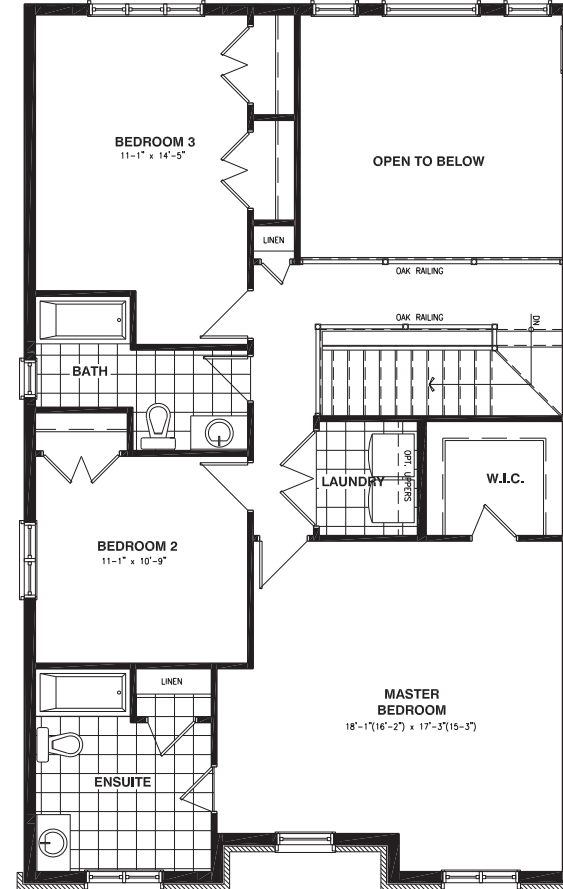 BEDROOM 3
11-1" x 14'-5"
OPEN TO BELOW
LINEN
OAK RAILING
OAK RAILING
DN
BATH
LAUNDRY
OPT. UPPERS
W.I.C.
BEDROOM 2
11-1" x 10'-9"
LINEN
MASTER
BEDROOM
18'-1"(16'-2") x 17'-3"(15-3")
ENSUITE